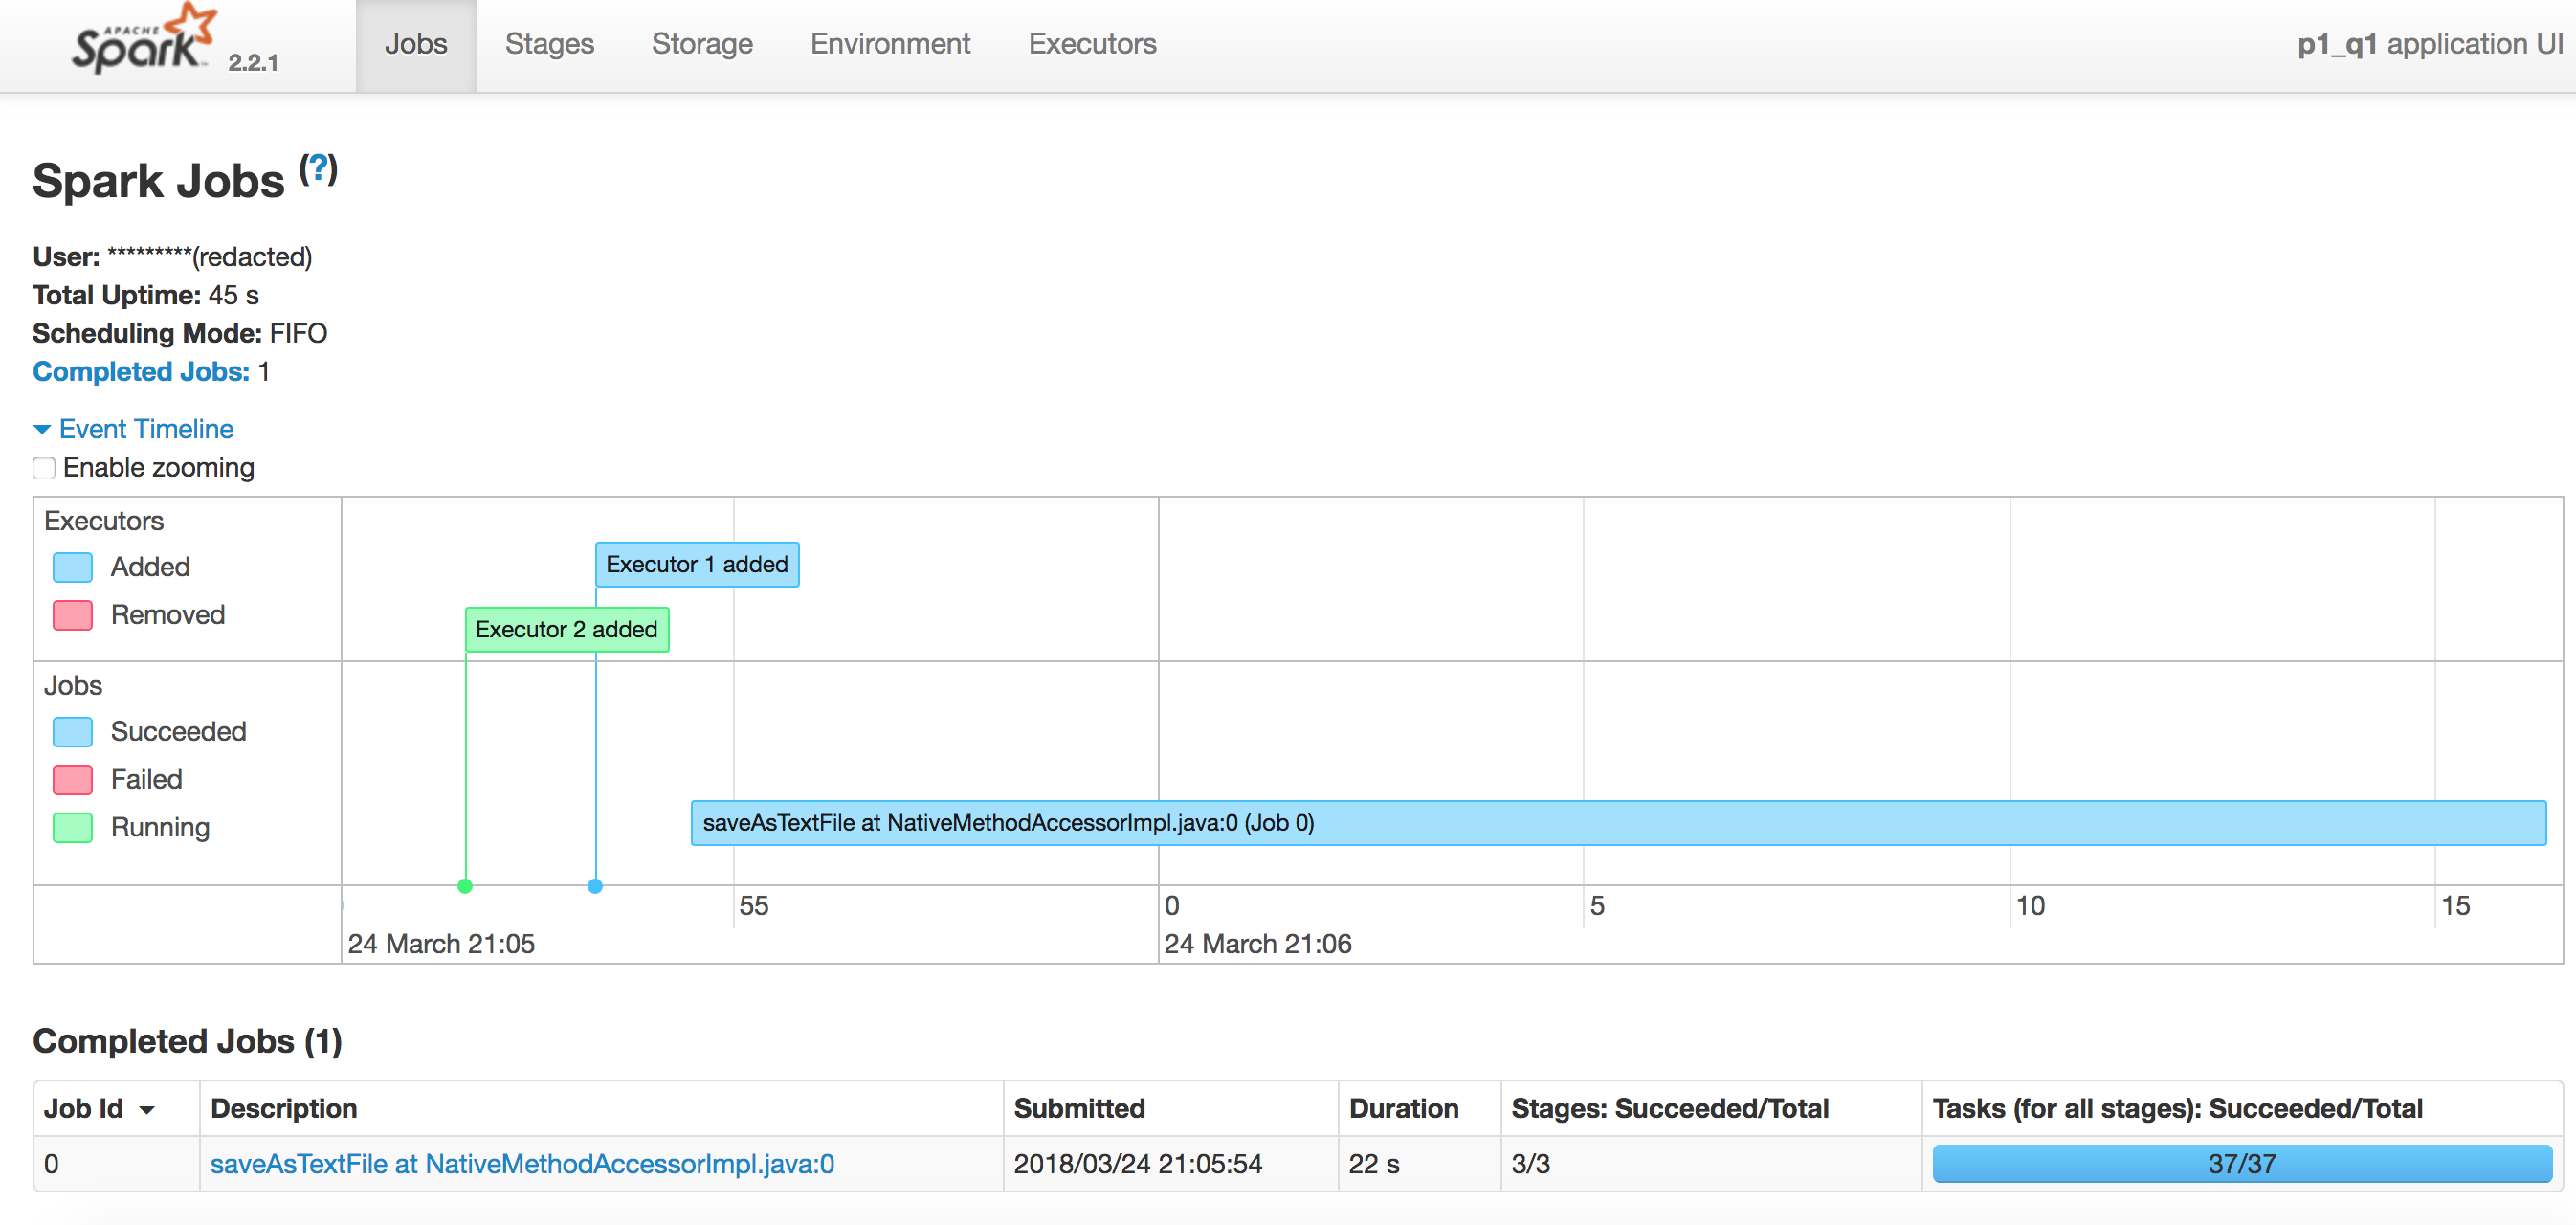 APACHE
Spark 2.2.1 Jobs Stages Storage Environment Executors p1_q1 application UI
Spark Jobs (?)
User: *********(redacted)
Total Uptime: 45 s
Scheduling Mode: FIFO
Completed Jobs: 1
Event Timeline
Enable zooming
Executors
Added
Removed
Executor 1 added
Executor 2 added
Jobs
Succeeded
Failed
Running
saveAsTextFile at NativeMethodAccessorImpl.java:0 (Job 0)
55 0 5 10 15
24 March 21:05 24 March 21:06
Completed Jobs (1)
Job Id Description Submitted Duration Stages: Succeeded/Total Tasks (for all stages): Succeeded/Total
0 saveAsTextFile at NativeMethodAccessorImpl.java:0 2018/03/24 21:05:54 22 s 3/3 37/37